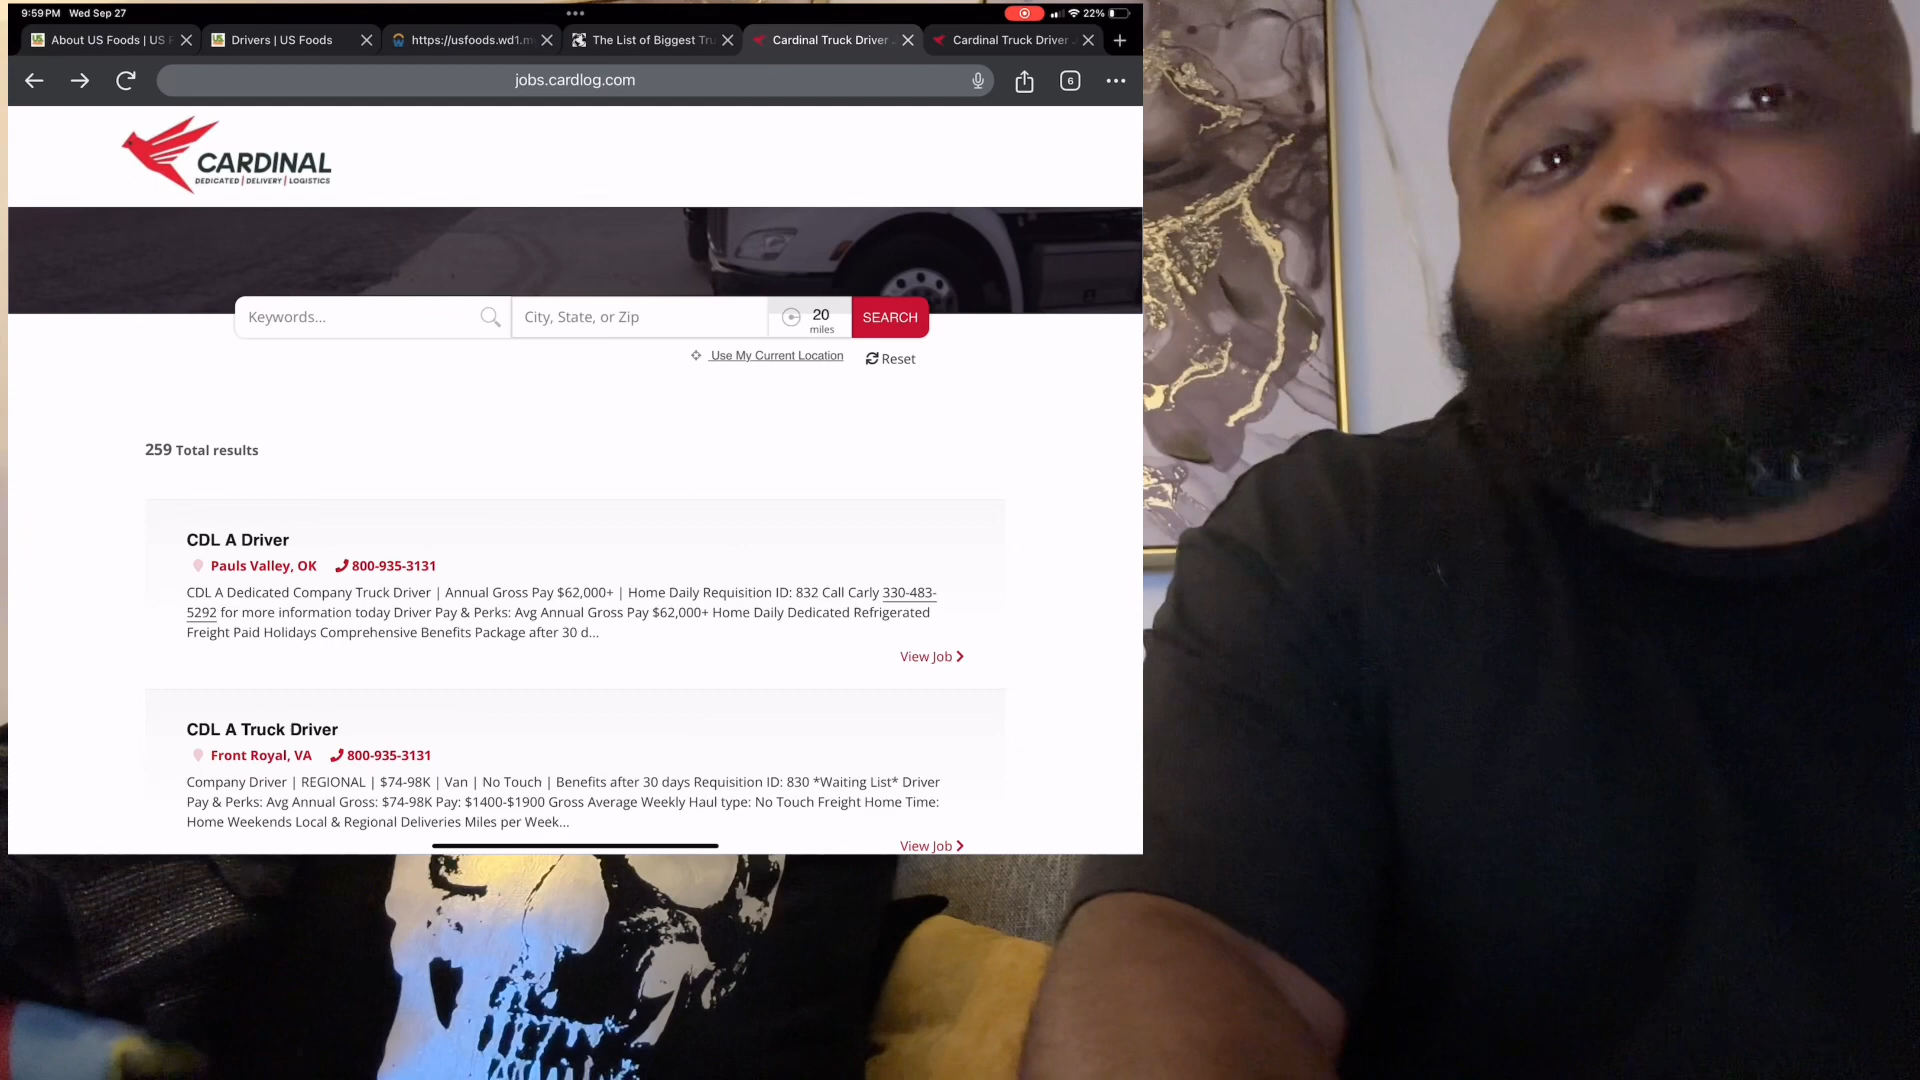 9:59 PM Wed Sep 27
22%
About US Foods | US F
Drivers | US Foods
https://usfoods.wd1.m
The List of Biggest Tr
Cardinal Truck Driver
Cardinal Truck Driver
jobs.cardlog.com
6
CARDINAL
DEDICATED | DELIVERY | LOGISTICS
Keywords...
City, State, or Zip
20
miles
SEARCH
Use My Current Location
Reset
259 Total results
CDL A Driver
Pauls Valley, OK 800-935-3131
CDL A Dedicated Company Truck Driver | Annual Gross Pay $62,000+ | Home Daily Requisition ID: 832 Call Carly 330-483-
5292 for more information today Driver Pay & Perks: Avg Annual Gross Pay $62,000+ Home Daily Dedicated Refrigerated
Freight Paid Holidays Comprehensive Benefits Package after 30 d...
View Job
CDL A Truck Driver
Front Royal, VA 800-935-3131
Company Driver | REGIONAL | $74-98K | Van | No Touch | Benefits after 30 days Requisition ID: 830 *Waiting List* Driver
Pay & Perks: Avg Annual Gross: $74-98K Pay: $1400-$1900 Gross Average Weekly Haul type: No Touch Freight Home Time:
Home Weekends Local & Regional Deliveries Miles per Week...
View Job